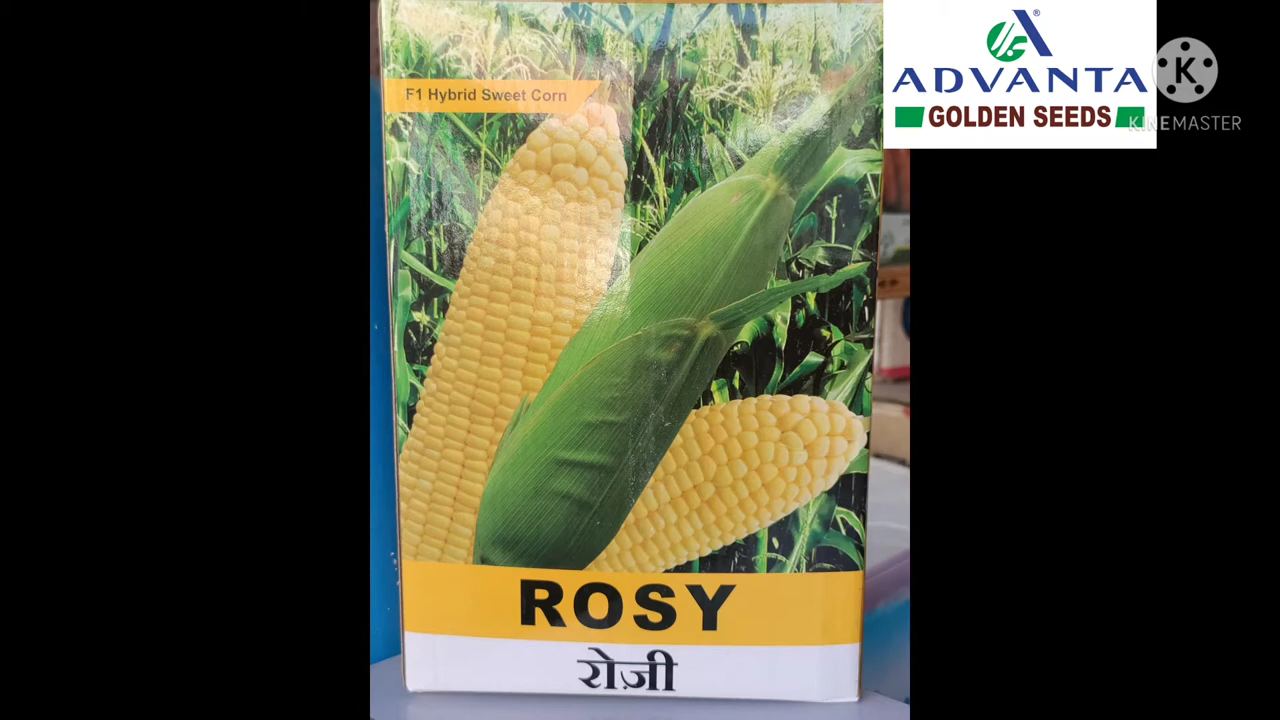 F1 Hybrid Sweet Corn
ROSY
रोज़ी
ADVANTA®
GOLDEN SEEDS
K
KINEMASTER